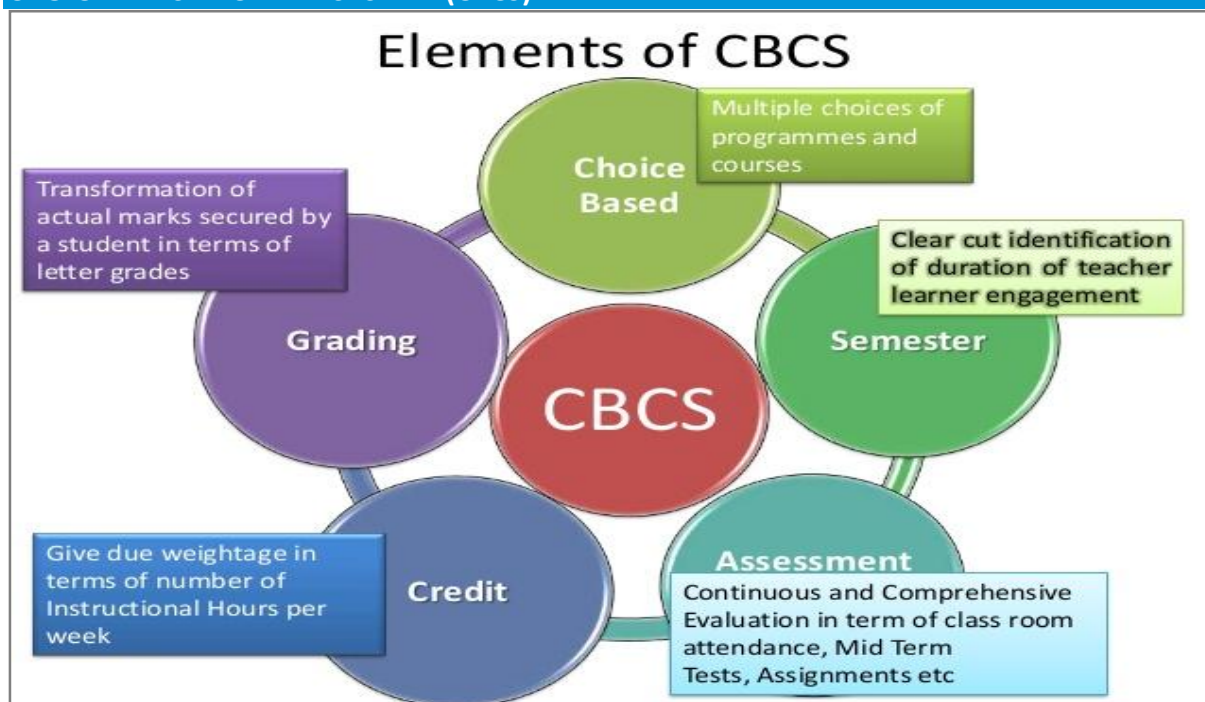 Elements of CBCS
Multiple choices of
programmes and
courses
Choice
Based
Transformation of
actual marks secured by
a student in terms of
letter grades
Clear cut identification
of duration of teacher
learner engagement
Grading
Semester
CBCS
Give due weightage in
terms of number of
Instructional Hours per
week
Credit
Assessment
Continuous and Comprehensive
Evaluation in term of class room
attendance, Mid Term
Tests, Assignments etc